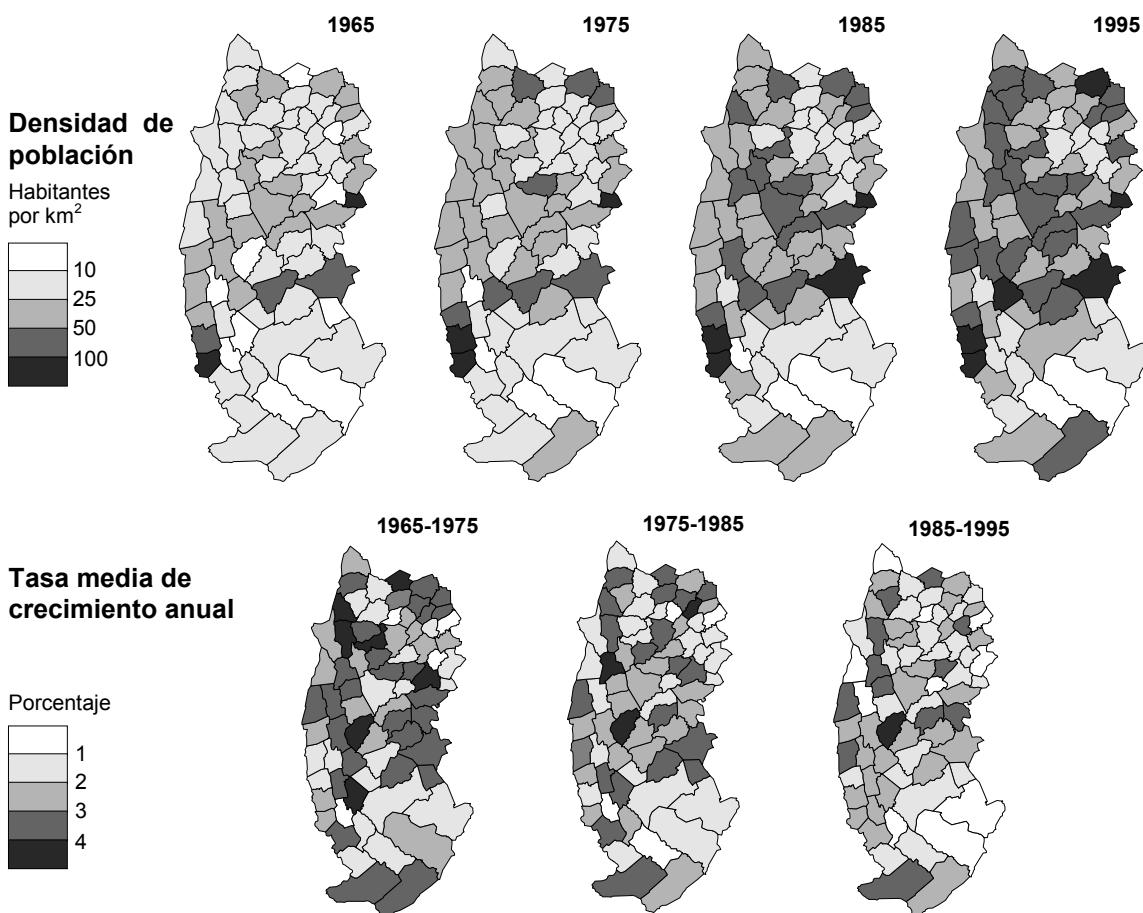 1965
1975
1985
1995
Densidad de
población
Habitantes
por km2
10
25
50
100
1965-1975
1975-1985
1985-1995
Tasa media de
crecimiento anual
Porcentaje
1
2
3
4